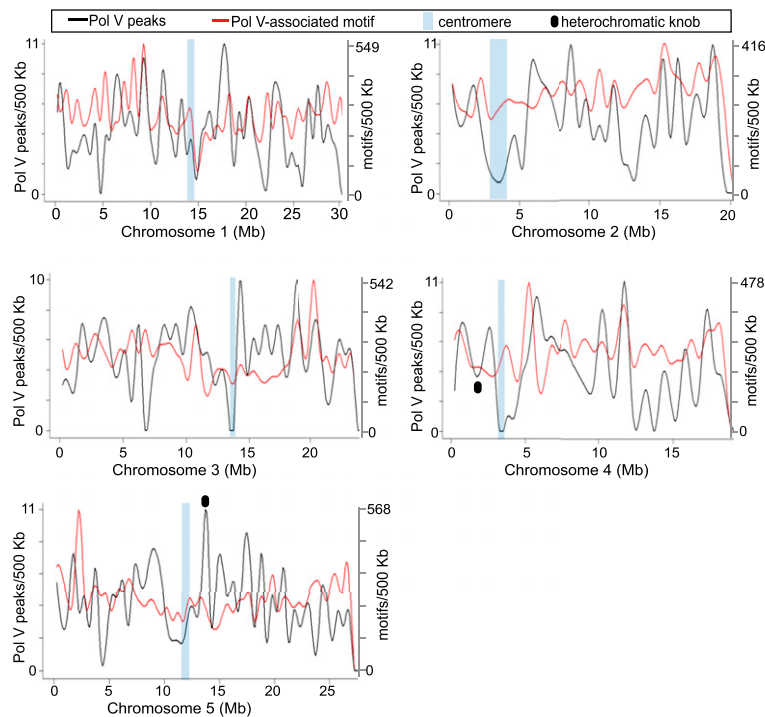 Pol V peaks Pol V-associated motif centromere heterochromatic knob
11 549
Pol V peaks/500 Kb motifs/500 Kb
0 0
0 5 10 15 20 25 30
Chromosome 1 (Mb)
11 416
Pol V peaks/500 Kb motifs/500 Kb
0 0
0 5 10 15 20
Chromosome 2 (Mb)
10 542
Pol V peaks/500 Kb motifs/500 Kb
0 0
0 5 10 15 20
Chromosome 3 (Mb)
11 478
Pol V peaks/500 Kb motifs/500 Kb
0 0
0 5 10 15
Chromosome 4 (Mb)
11 568
Pol V peaks/500 Kb motifs/500 Kb
0 0
0 5 10 15 20 25
Chromosome 5 (Mb)